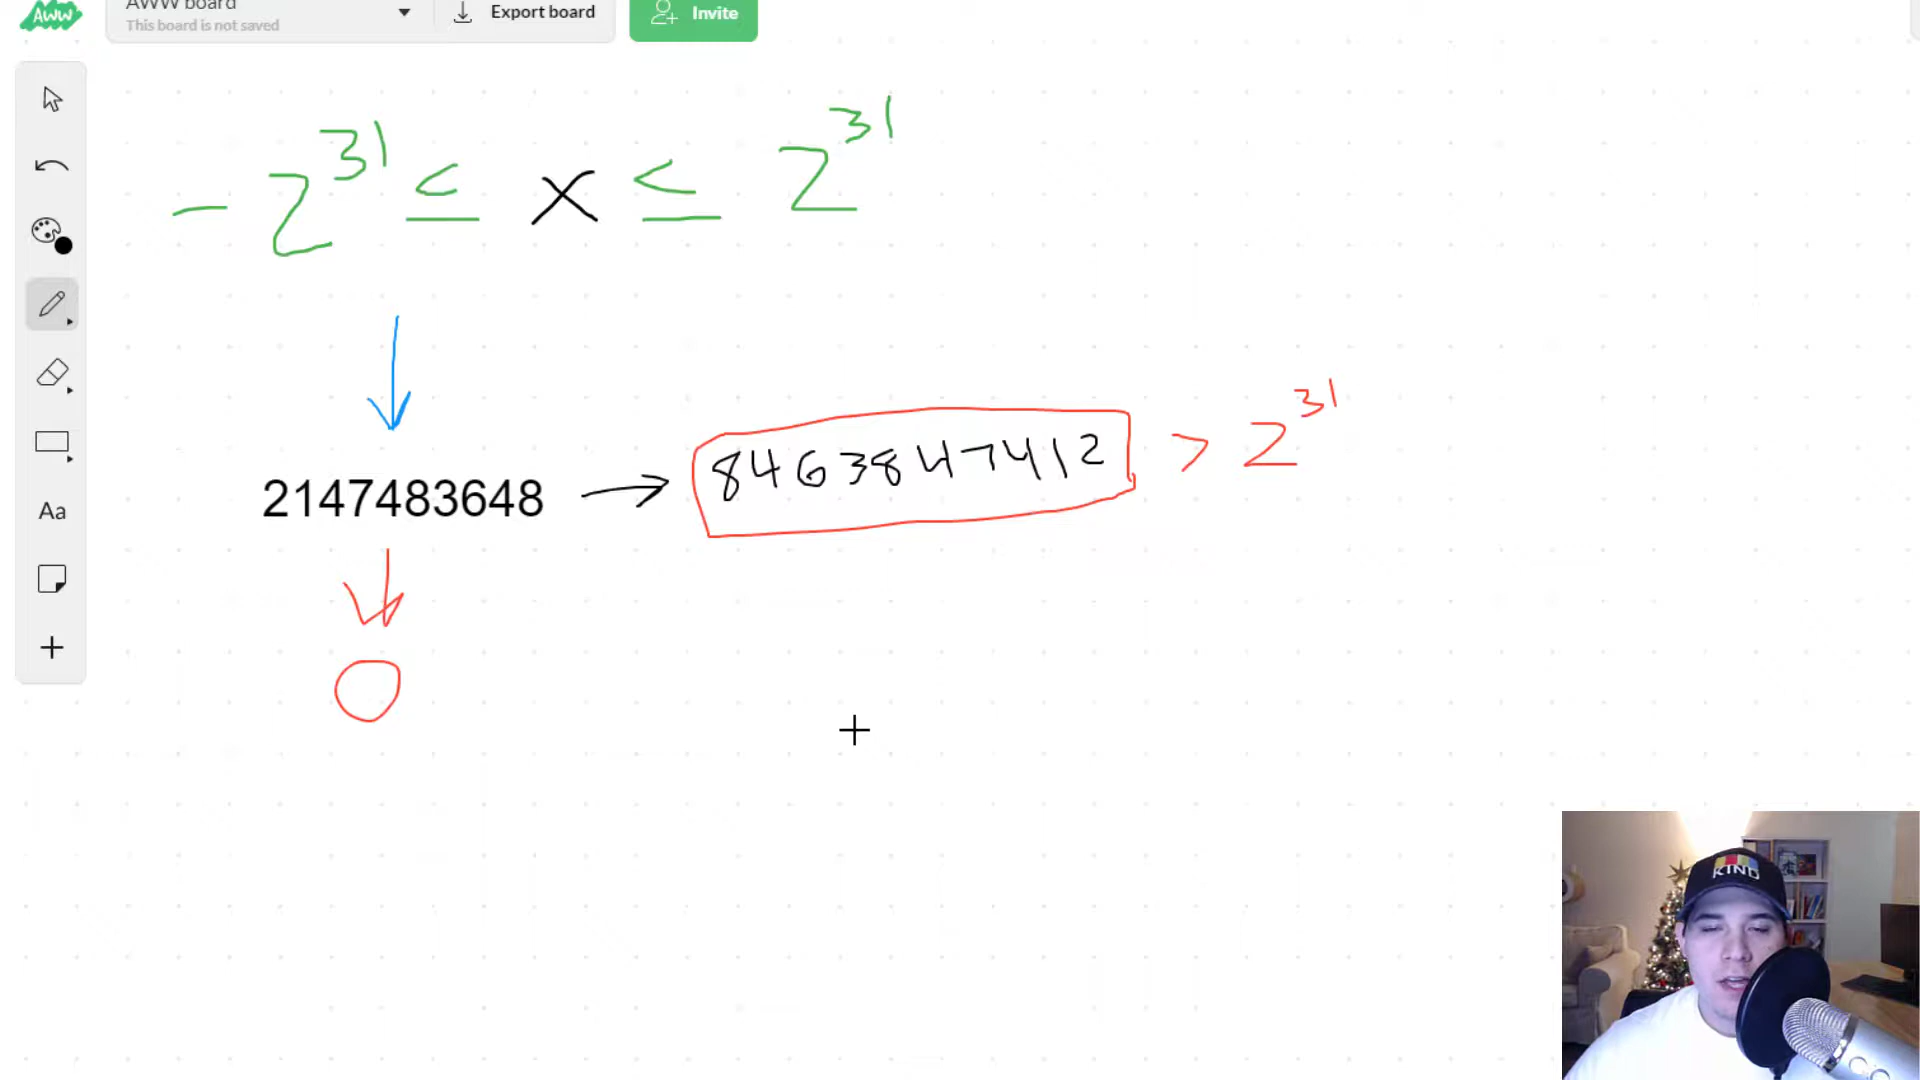 AWW
AWW board
This board is not saved
Export board
Invite
- 2^31 ≤ x ≤ 2^31
Aa
2147483648 → 8463847412 > 2^31
0
KIND